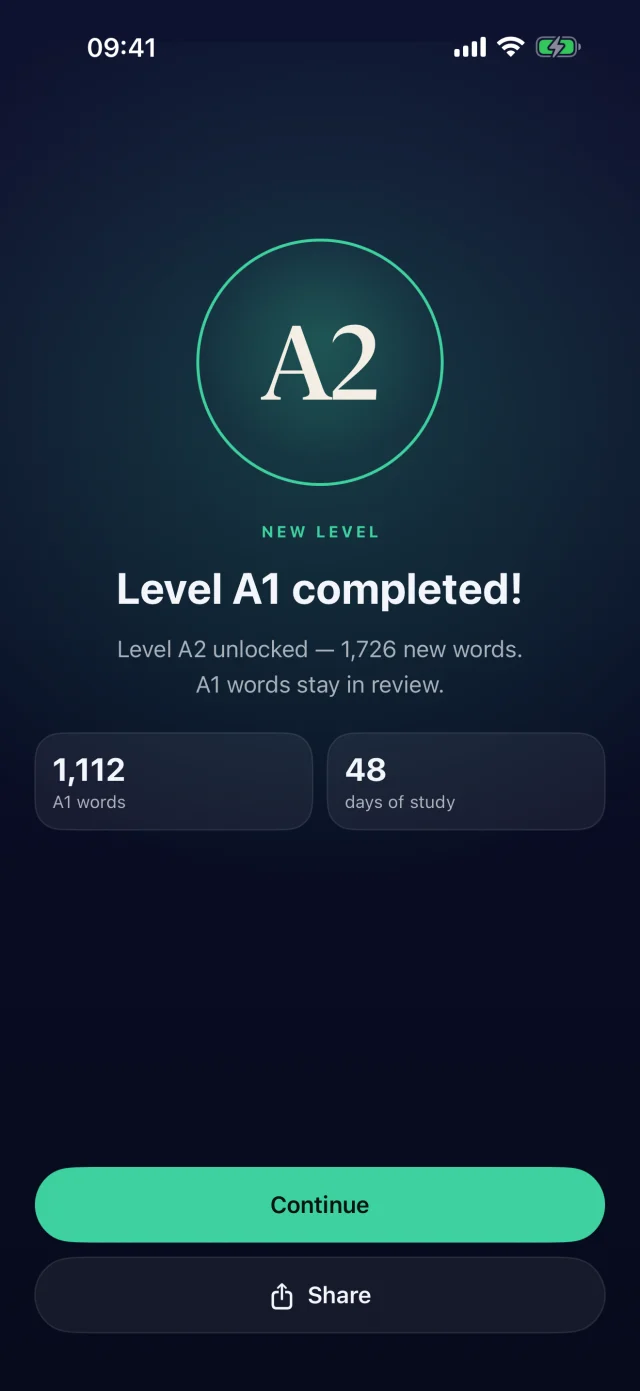 09:41
A2
NEW LEVEL
Level A1 completed!
Level A2 unlocked — 1,726 new words.
A1 words stay in review.
1,112
A1 words
48
days of study
Continue
Share